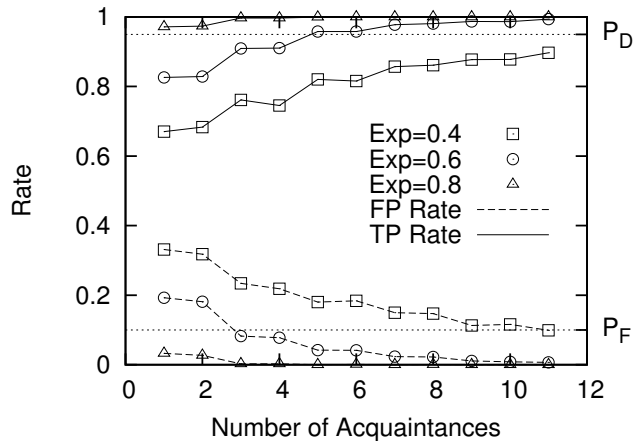 1
0.8
0.6
0.4
0.2
0
Rate
P_D
P_F
Exp=0.4
Exp=0.6
Exp=0.8
FP Rate
TP Rate
0 2 4 6 8 10 12
Number of Acquaintances